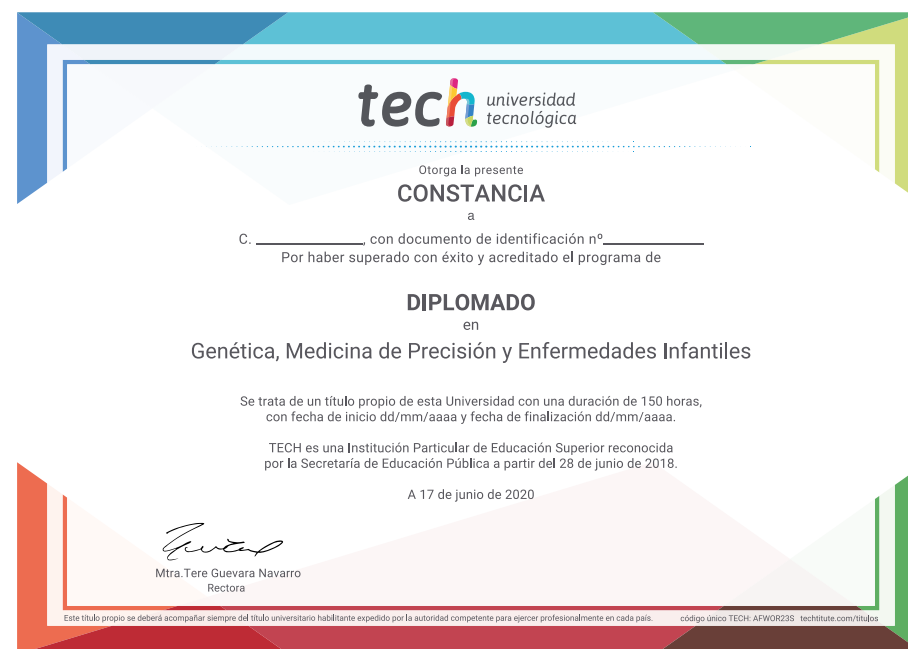 tech universidad
tecnológica
Otorga la presente
CONSTANCIA
a
C. ____________, con documento de identificación nº____________
Por haber superado con éxito y acreditado el programa de
DIPLOMADO
en
Genética, Medicina de Precisión y Enfermedades Infantiles
Se trata de un título propio de esta Universidad con una duración de 150 horas,
con fecha de inicio dd/mm/aaaa y fecha de finalización dd/mm/aaaa.
TECH es una Institución Particular de Educación Superior reconocida
por la Secretaría de Educación Pública a partir del 28 de junio de 2018.
A 17 de junio de 2020
Mtra.Tere Guevara Navarro
Rectora
Este título propio se deberá acompañar siempre del título universitario habilitante expedido por la autoridad competente para ejercer profesionalmente en cada país. código único TECH: AFWOR23S techtitute.com/titulos